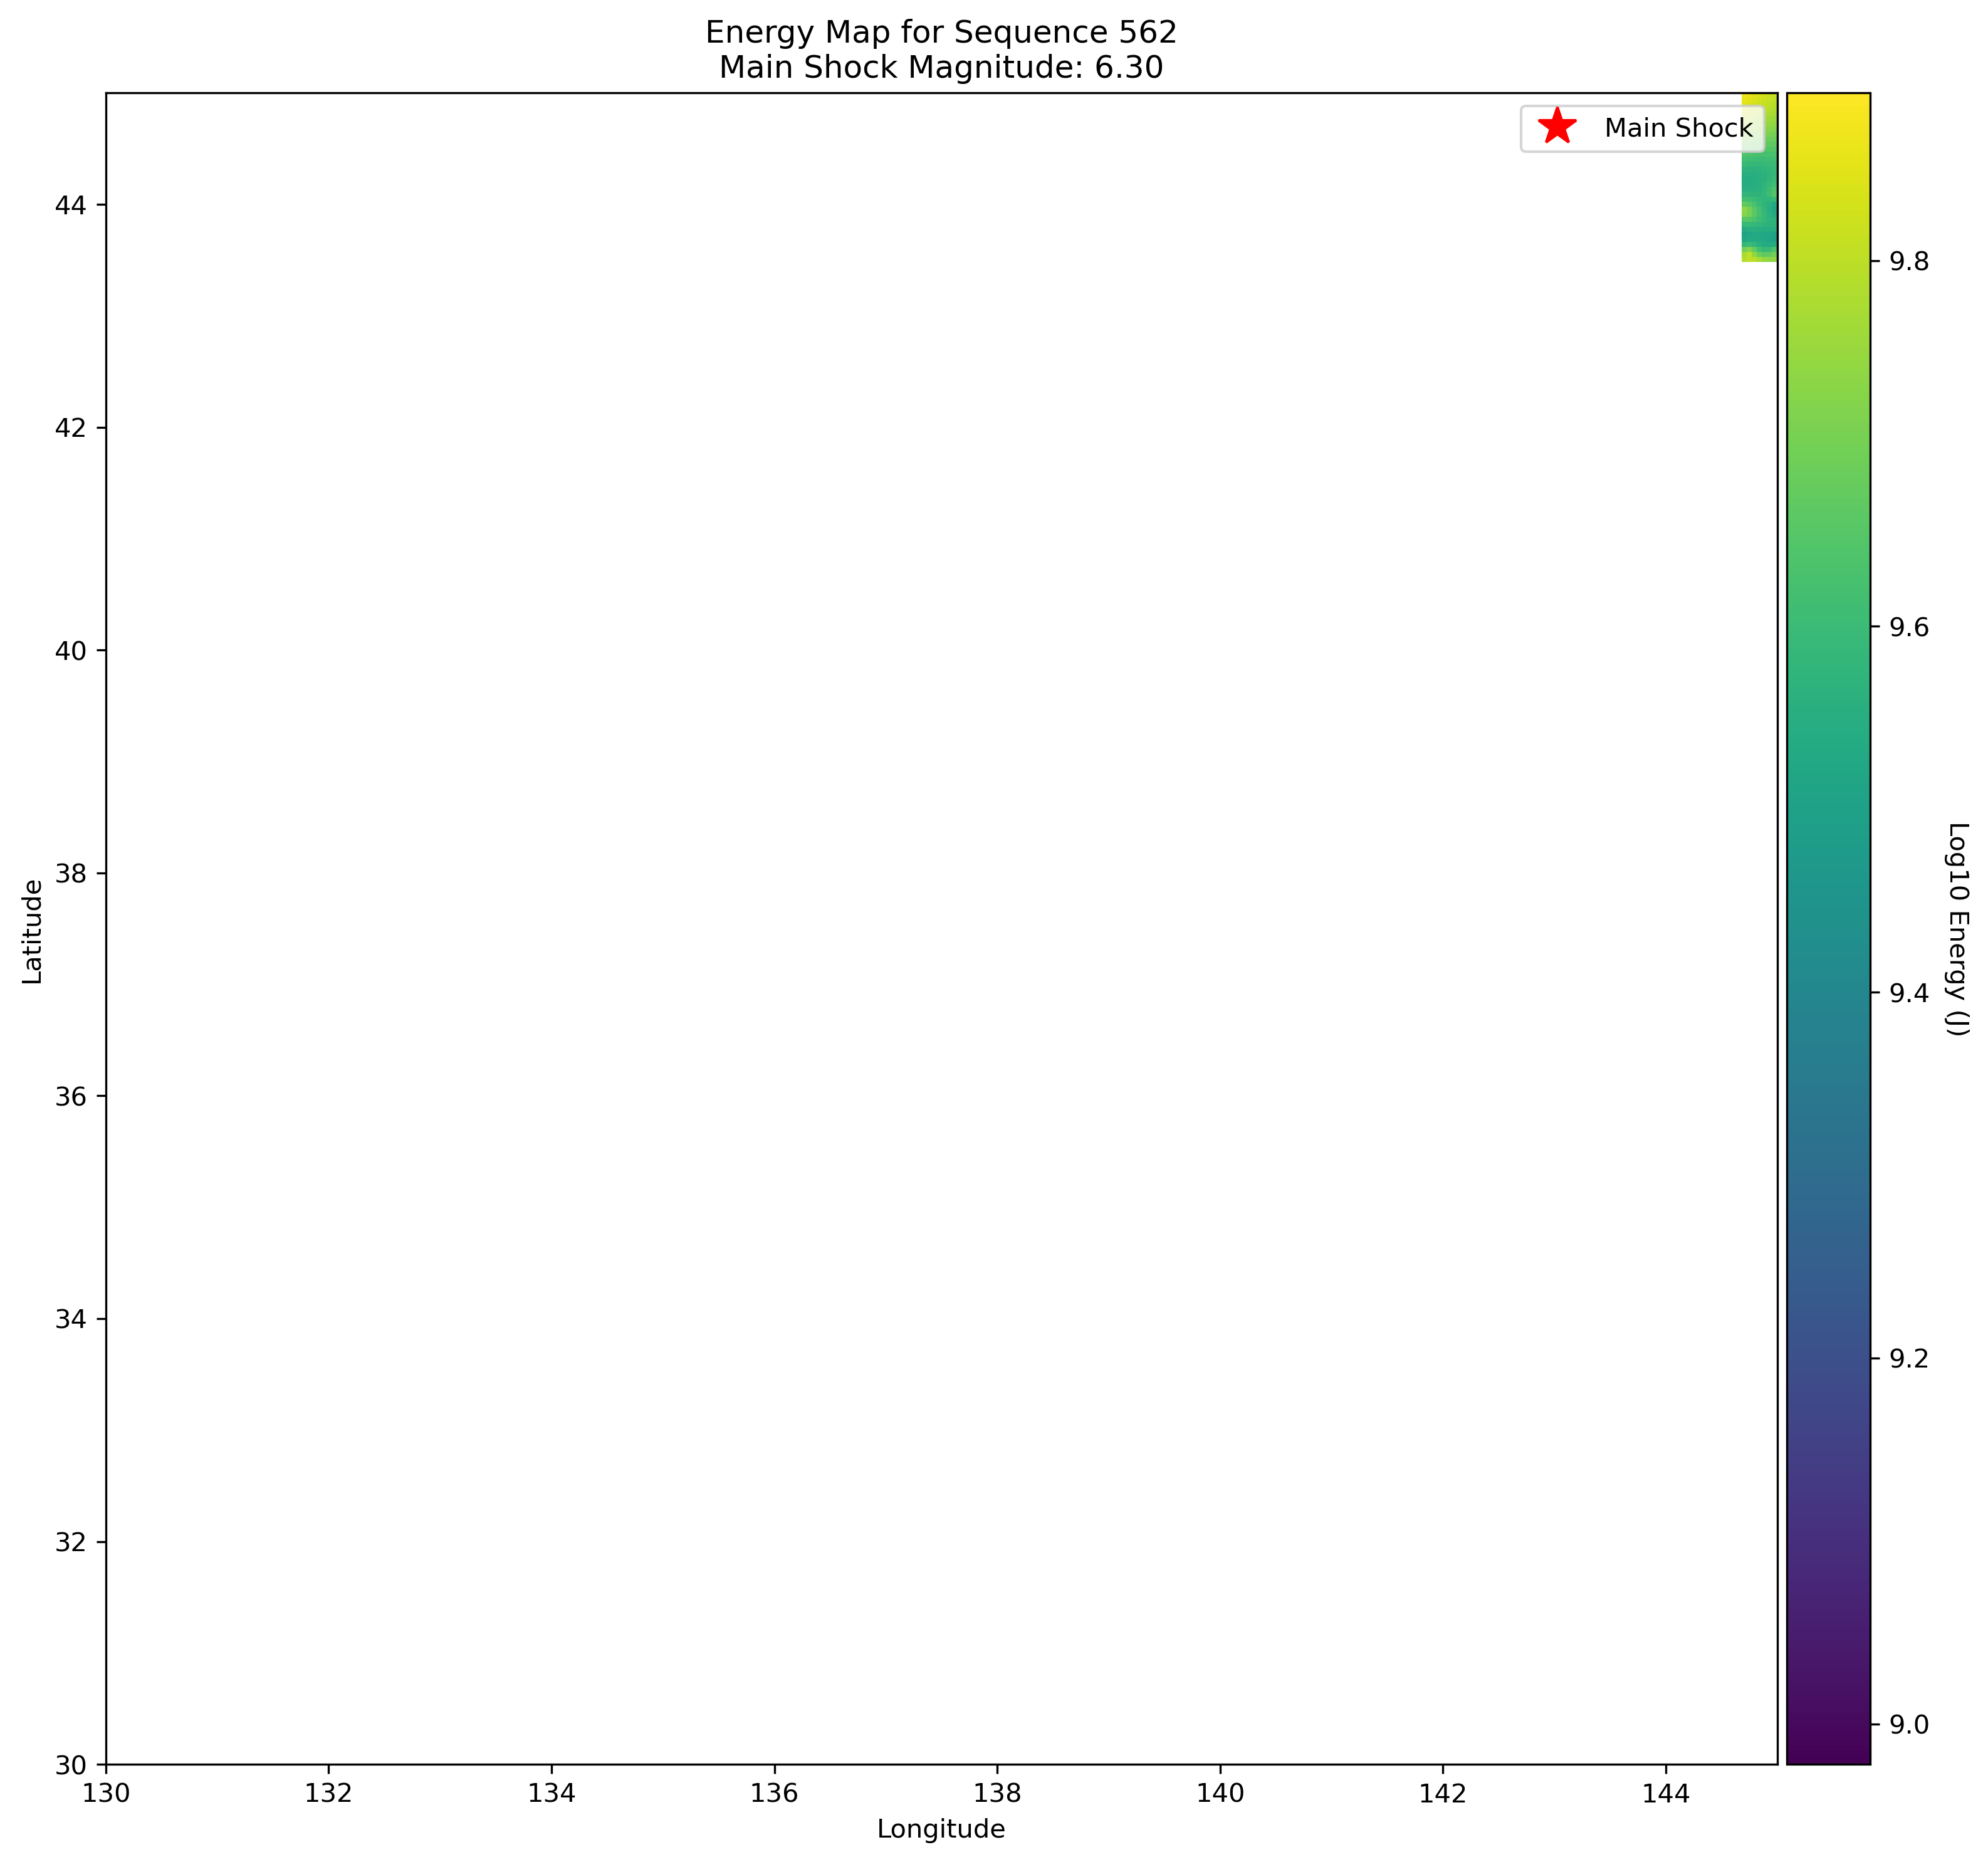 Energy Map for Sequence 562
Main Shock Magnitude: 6.30
Main Shock
44
42
40
38
36
34
32
30
130 132 134 136 138 140 142 144
Longitude
Latitude
9.8
9.6
9.4
9.2
9.0
Log10 Energy (J)